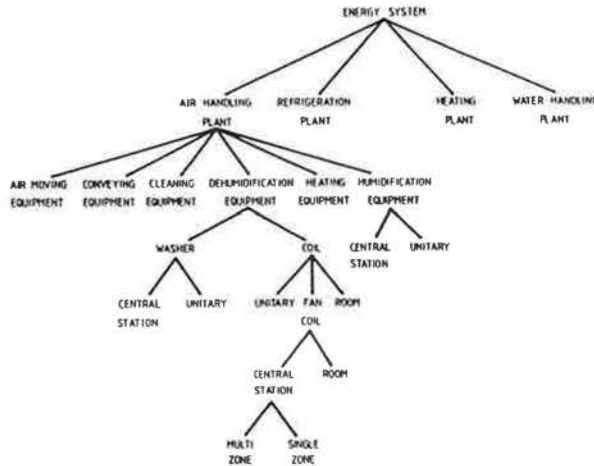 ENERGY SYSTEM
AIR HANDLING REFRIGERATION HEATING WATER HANDLING
PLANT PLANT PLANT PLANT
AIR MOVING CONVEYING CLEANING DEHUMIDIFICATION HEATING HUMIDIFICATION
EQUIPMENT EQUIPMENT EQUIPMENT EQUIPMENT EQUIPMENT EQUIPMENT
WASHER COIL CENTRAL UNITARY
STATION
CENTRAL UNITARY UNITARY FAN ROOM
STATION COIL
CENTRAL ROOM
STATION
MULTI SINGLE
ZONE ZONE